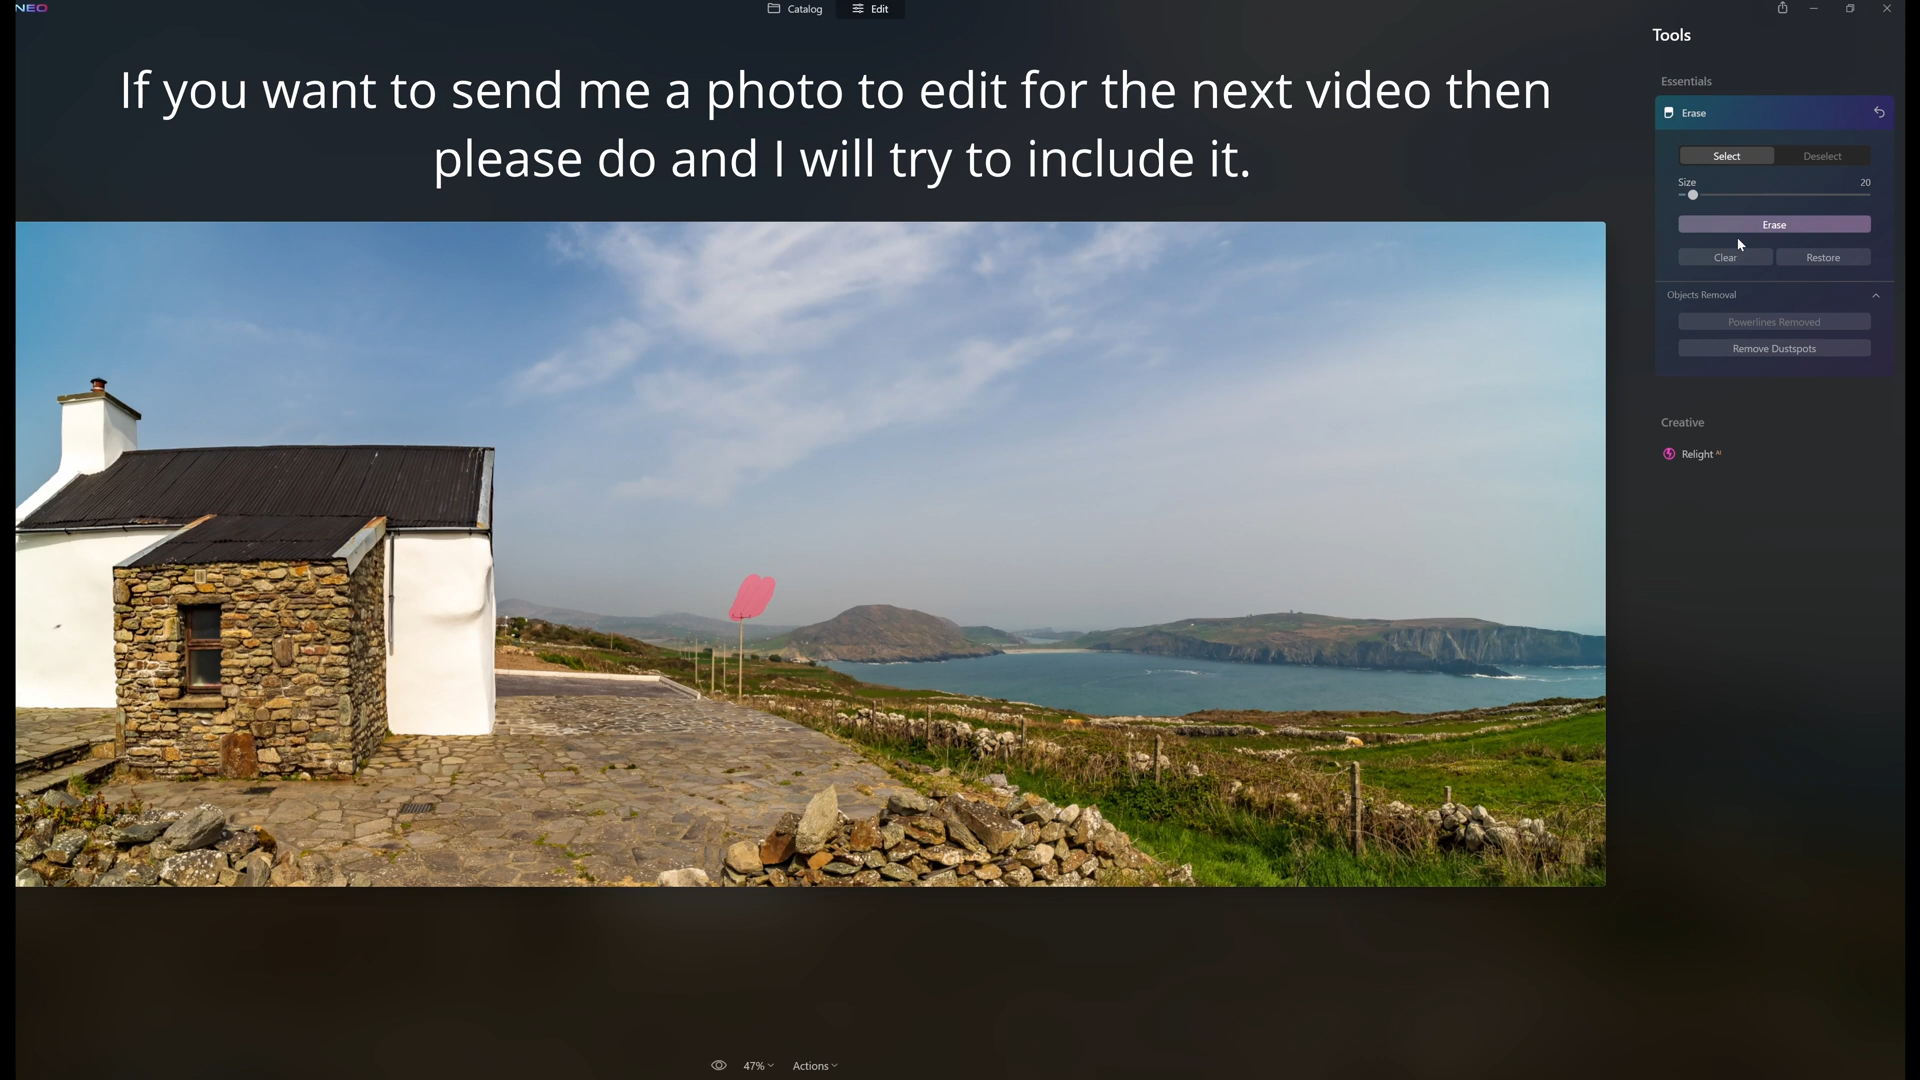 NEO
Catalog
Edit
Tools
If you want to send me a photo to edit for the next video then
please do and I will try to include it.
Essentials
Erase
Select
Deselect
Size
20
Erase
Clear
Restore
Objects Removal
Powerlines Removed
Remove Dustspots
Creative
Relight AI
47%
Actions